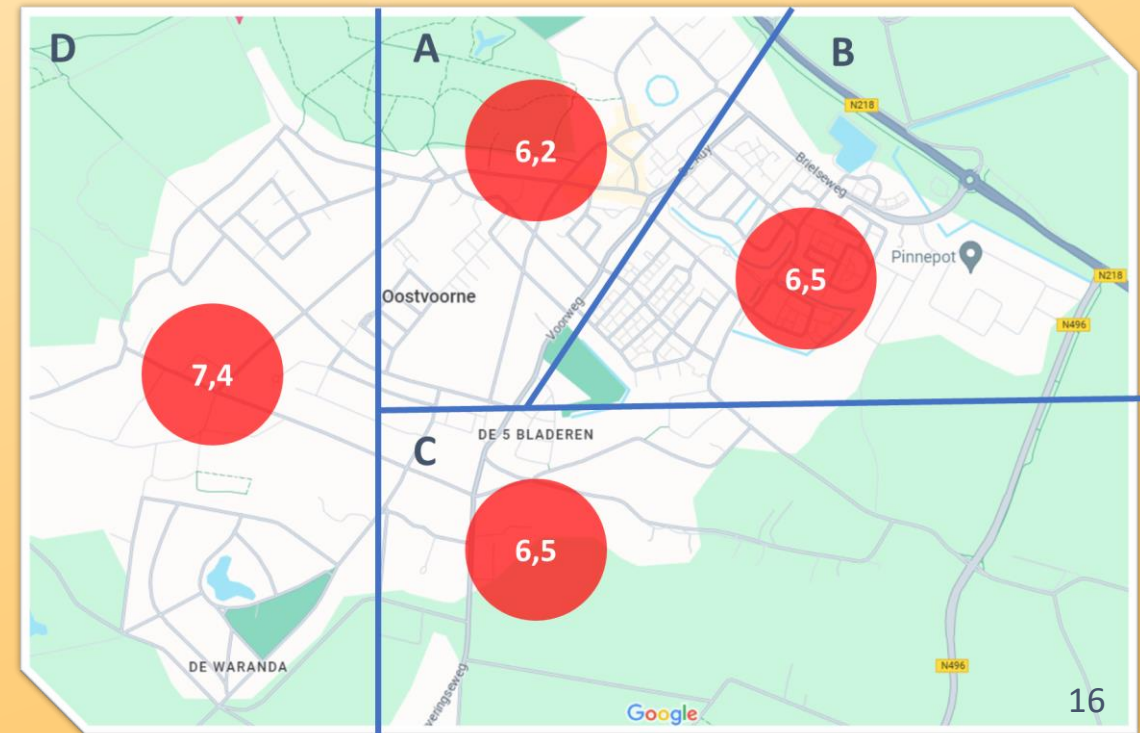 D
A
B
N218
6,2
Brielseweg
Pinnepot
N218
6,5
Oostvoorne
Voorweg
N496
7,4
DE 5 BLADEREN
C
6,5
DE WARANDA
N496
Google
16